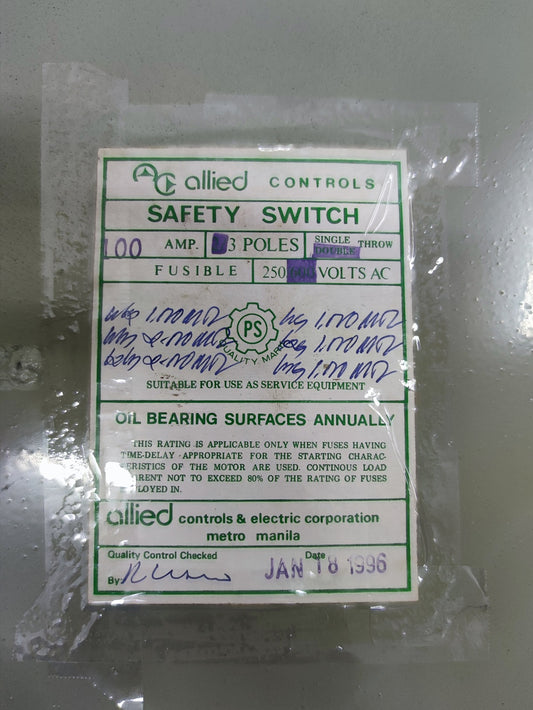 AC allied CONTROLS
SAFETY SWITCH
100 AMP. 3 POLES SINGLE DOUBLE THROW
FUSIBLE 250 600 VOLTS AC
PS
QUALITY MARK
SUITABLE FOR USE AS SERVICE EQUIPMENT
OIL BEARING SURFACES ANNUALLY
THIS RATING IS APPLICABLE ONLY WHEN FUSES HAVING
TIME-DELAY APPROPRIATE FOR THE STARTING CHARAC-
TERISTICS OF THE MOTOR ARE USED. CONTINOUS LOAD
CURRENT NOT TO EXCEED 80% OF THE RATING OF FUSES
EMPLOYED IN.
allied controls & electric corporation
metro manila
Quality Control Checked Date
By: JAN 18 1996